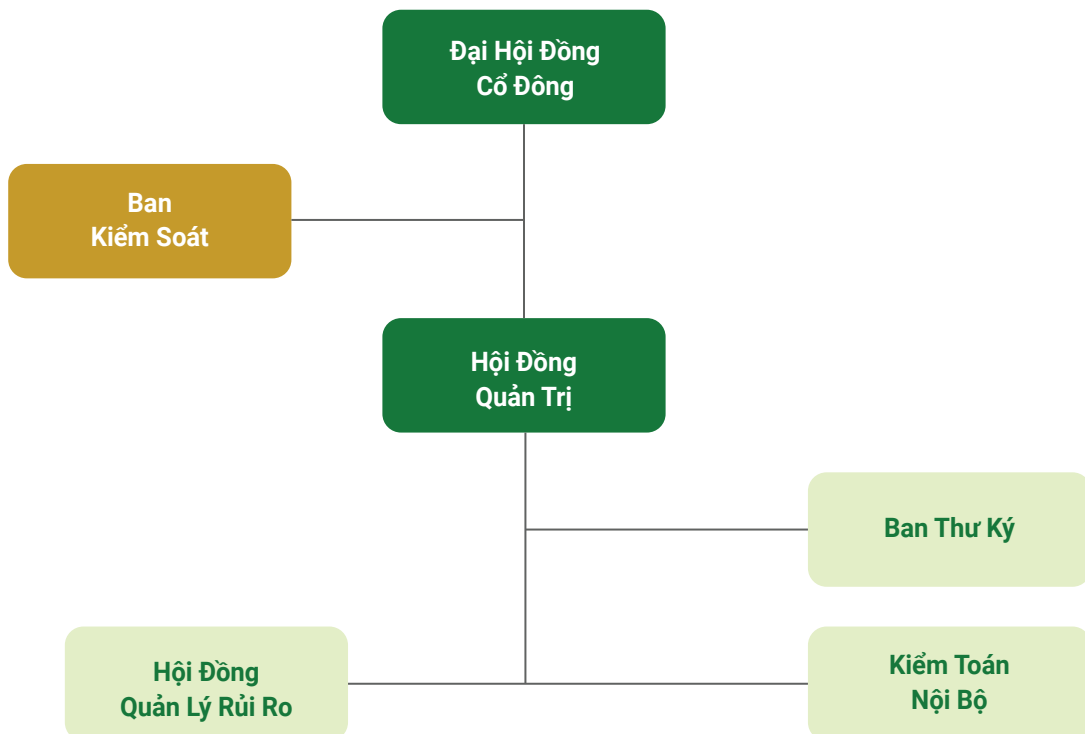 Đại Hội Đồng
Cổ Đông
Ban
Kiểm Soát
Hội Đồng
Quản Trị
Ban Thư Ký
Hội Đồng
Quản Lý Rủi Ro
Kiểm Toán
Nội Bộ